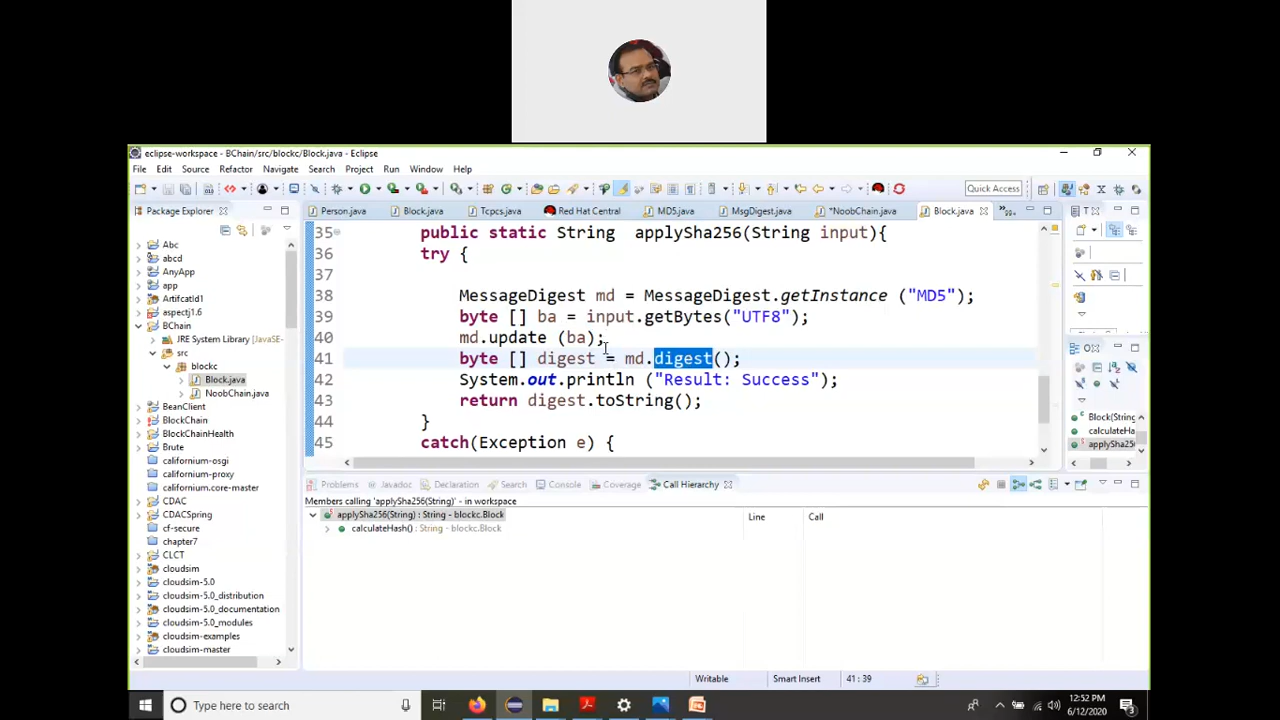 eclipse-workspace - BChain/src/blockc/Block.java - Eclipse
File Edit Source Refactor Navigate Search Project Run Window Help
Quick Access
Package Explorer
Person.java Block.java Tcpcs.java Red Hat Central MD5.java MsgDigest.java *NoobChain.java Block.java
Abc
abcd
AnyApp
app
ArtifcatId1
aspectj1.6
BChain
JRE System Library [JavaSE-
src
blockc
Block.java
NoobChain.java
BeanClient
BlockChain
BlockChainHealth
Brute
californium-osgi
californium-proxy
californium.core-master
CDAC
CDACSpring
cf-secure
chapter7
CLCT
cloudsim
cloudsim-5.0
cloudsim-5.0_distribution
cloudsim-5.0_documentation
cloudsim-5.0_modules
cloudsim-examples
cloudsim-master
35 public static String applySha256(String input){
36 try {
37
38 MessageDigest md = MessageDigest.getInstance ("MD5");
39 byte [] ba = input.getBytes("UTF8");
40 md.update (ba);
41 byte [] digest = md.digest();
42 System.out.println ("Result: Success");
43 return digest.toString();
44 }
45 catch(Exception e) {
Block(String
calculateHa
applySha25
Problems Javadoc Declaration Search Console Coverage Call Hierarchy
Members calling 'applySha256(String)' - in workspace
applySha256(String) : String - blockc.Block
calculateHash() : String - blockc.Block
Line Call
Writable Smart Insert 41 : 39
Type here to search
12:52 PM
6/12/2020
3